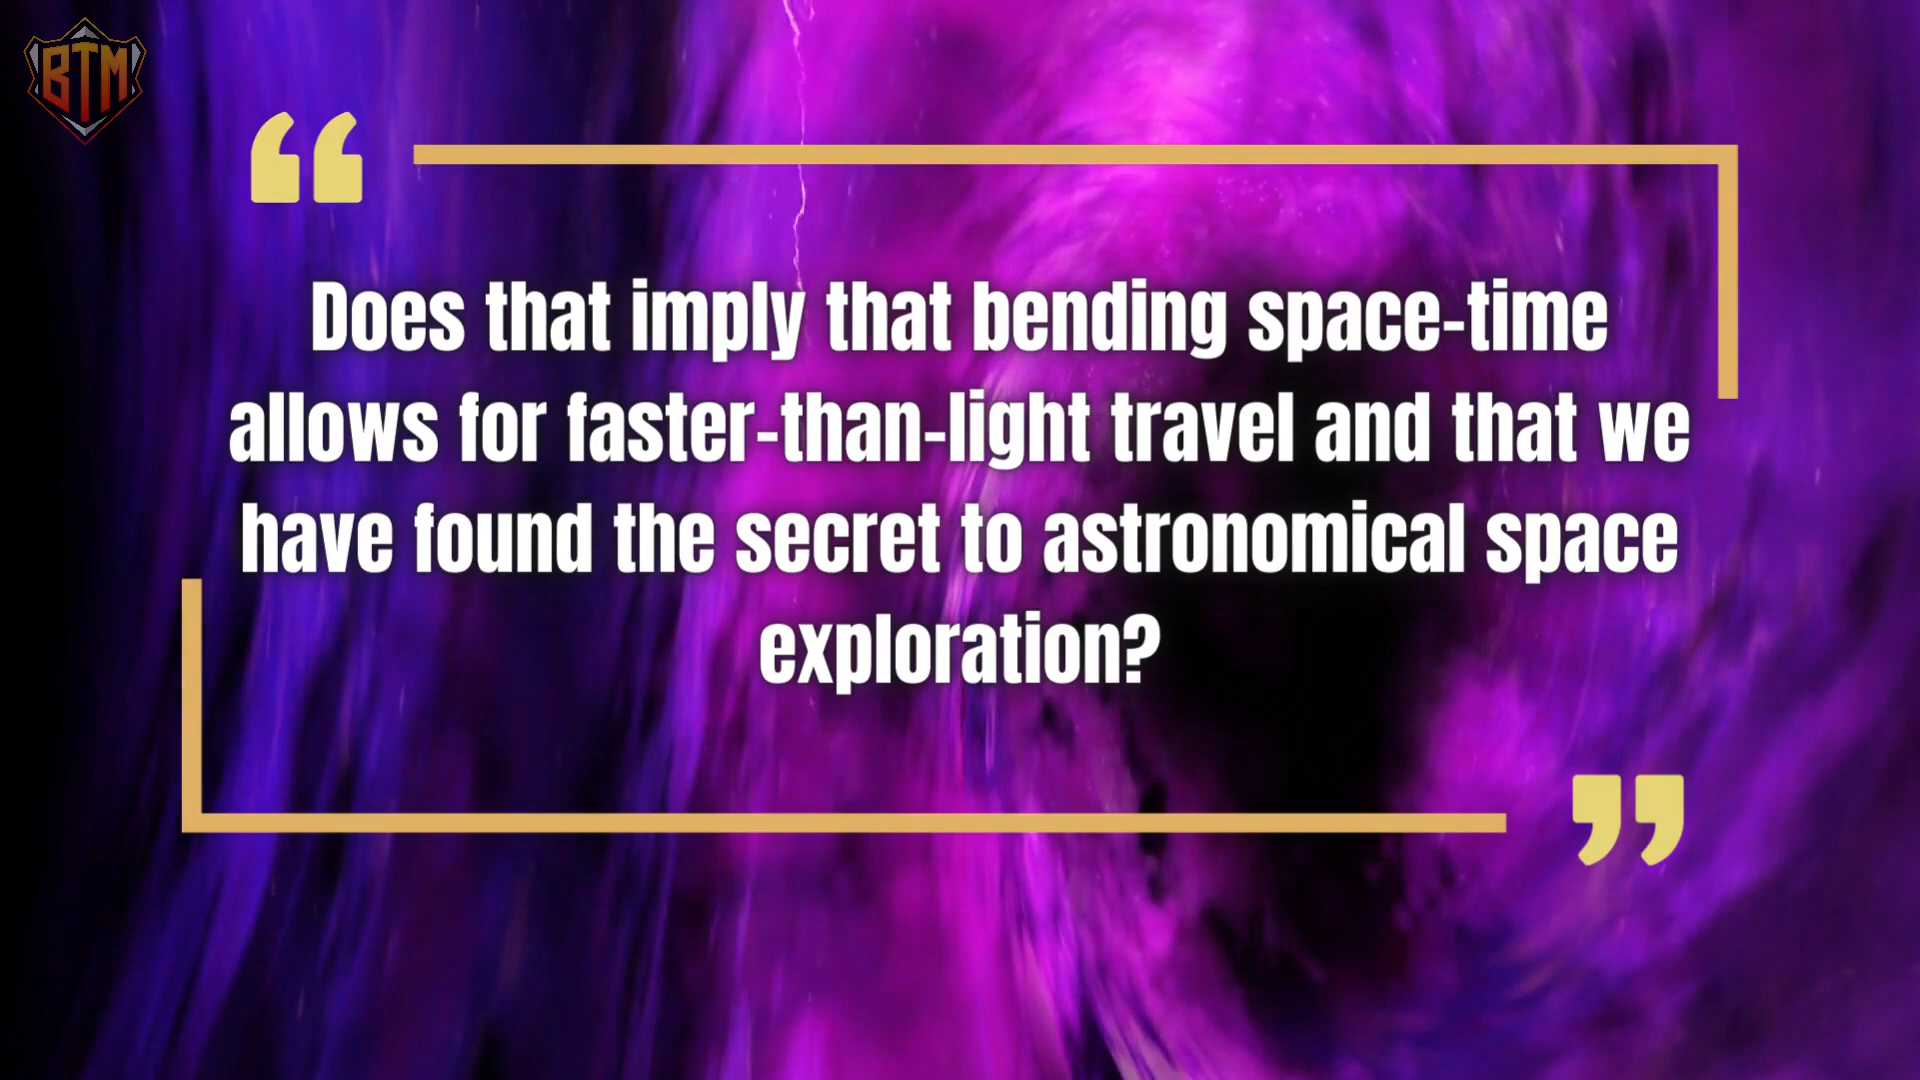 BTM
“
Does that imply that bending space-time
allows for faster-than-light travel and that we
have found the secret to astronomical space
exploration?
”